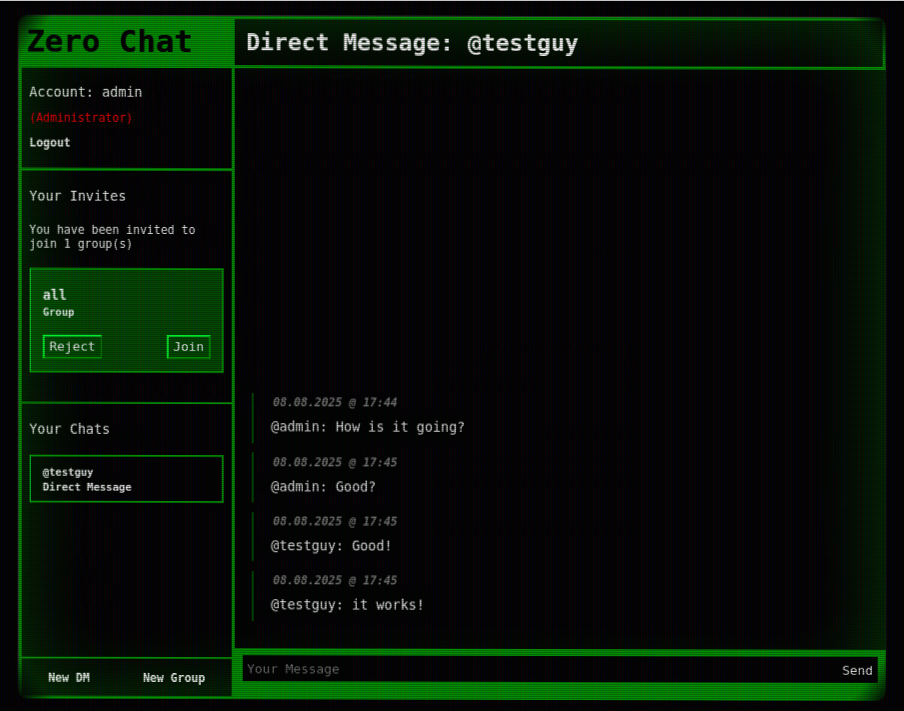 Zero Chat
Direct Message: @testguy
Account: admin
(Administrator)
Logout
Your Invites
You have been invited to
join 1 group(s)
all
Group
Reject
Join
Your Chats
@testguy
Direct Message
New DM
New Group
08.08.2025 @ 17:44
@admin: How is it going?
08.08.2025 @ 17:45
@admin: Good?
08.08.2025 @ 17:45
@testguy: Good!
08.08.2025 @ 17:45
@testguy: it works!
Your Message
Send